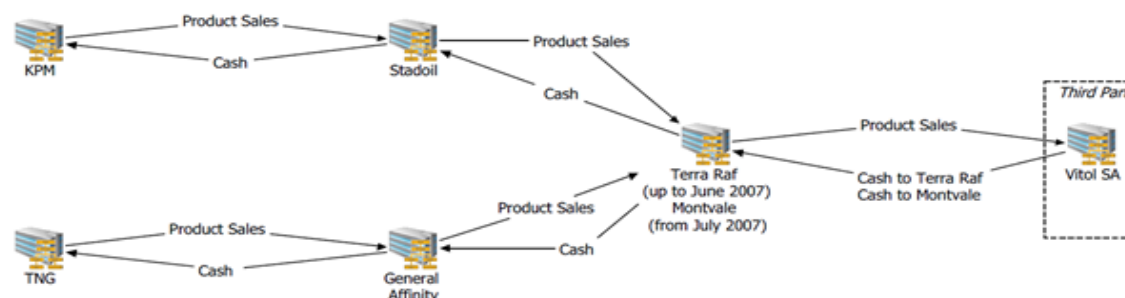 Product Sales
Cash
KPM
Stadoil
Product Sales
Cash
Third Par
Product Sales
Cash to Terra Raf
Cash to Montvale
Vitol SA
Terra Raf
(up to June 2007)
Montvale
(from July 2007)
Product Sales
Cash
Product Sales
Cash
TNG
General
Affinity